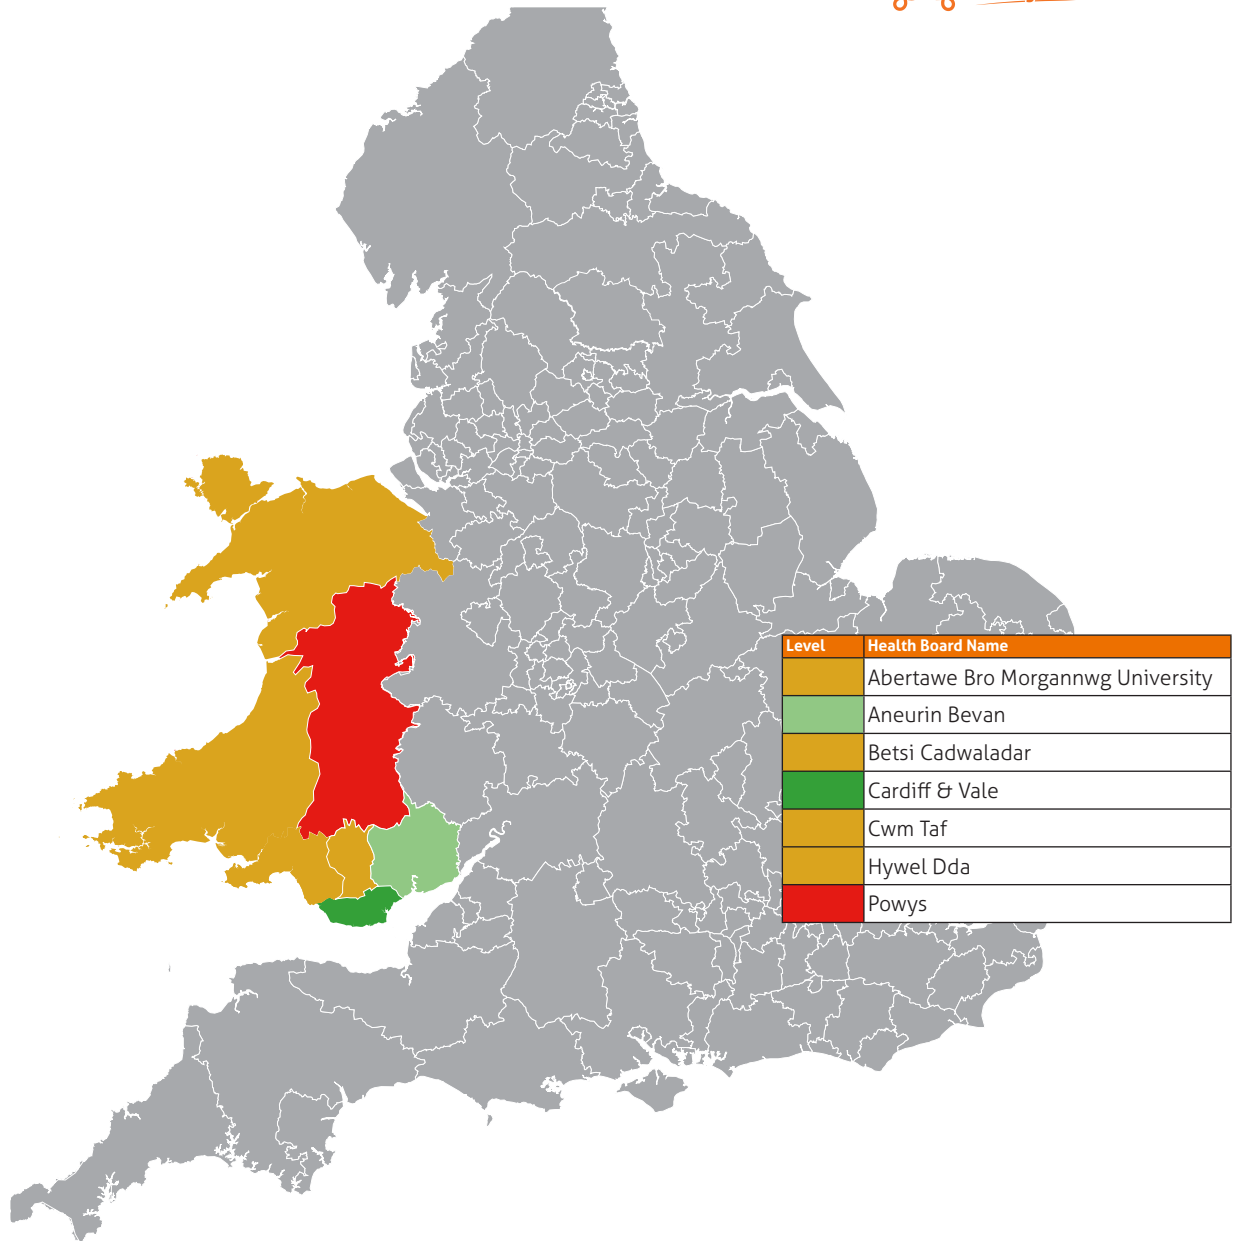 Level Health Board Name
Abertawe Bro Morgannwg University
Aneurin Bevan
Betsi Cadwaladar
Cardiff & Vale
Cwm Taf
Hywel Dda
Powys